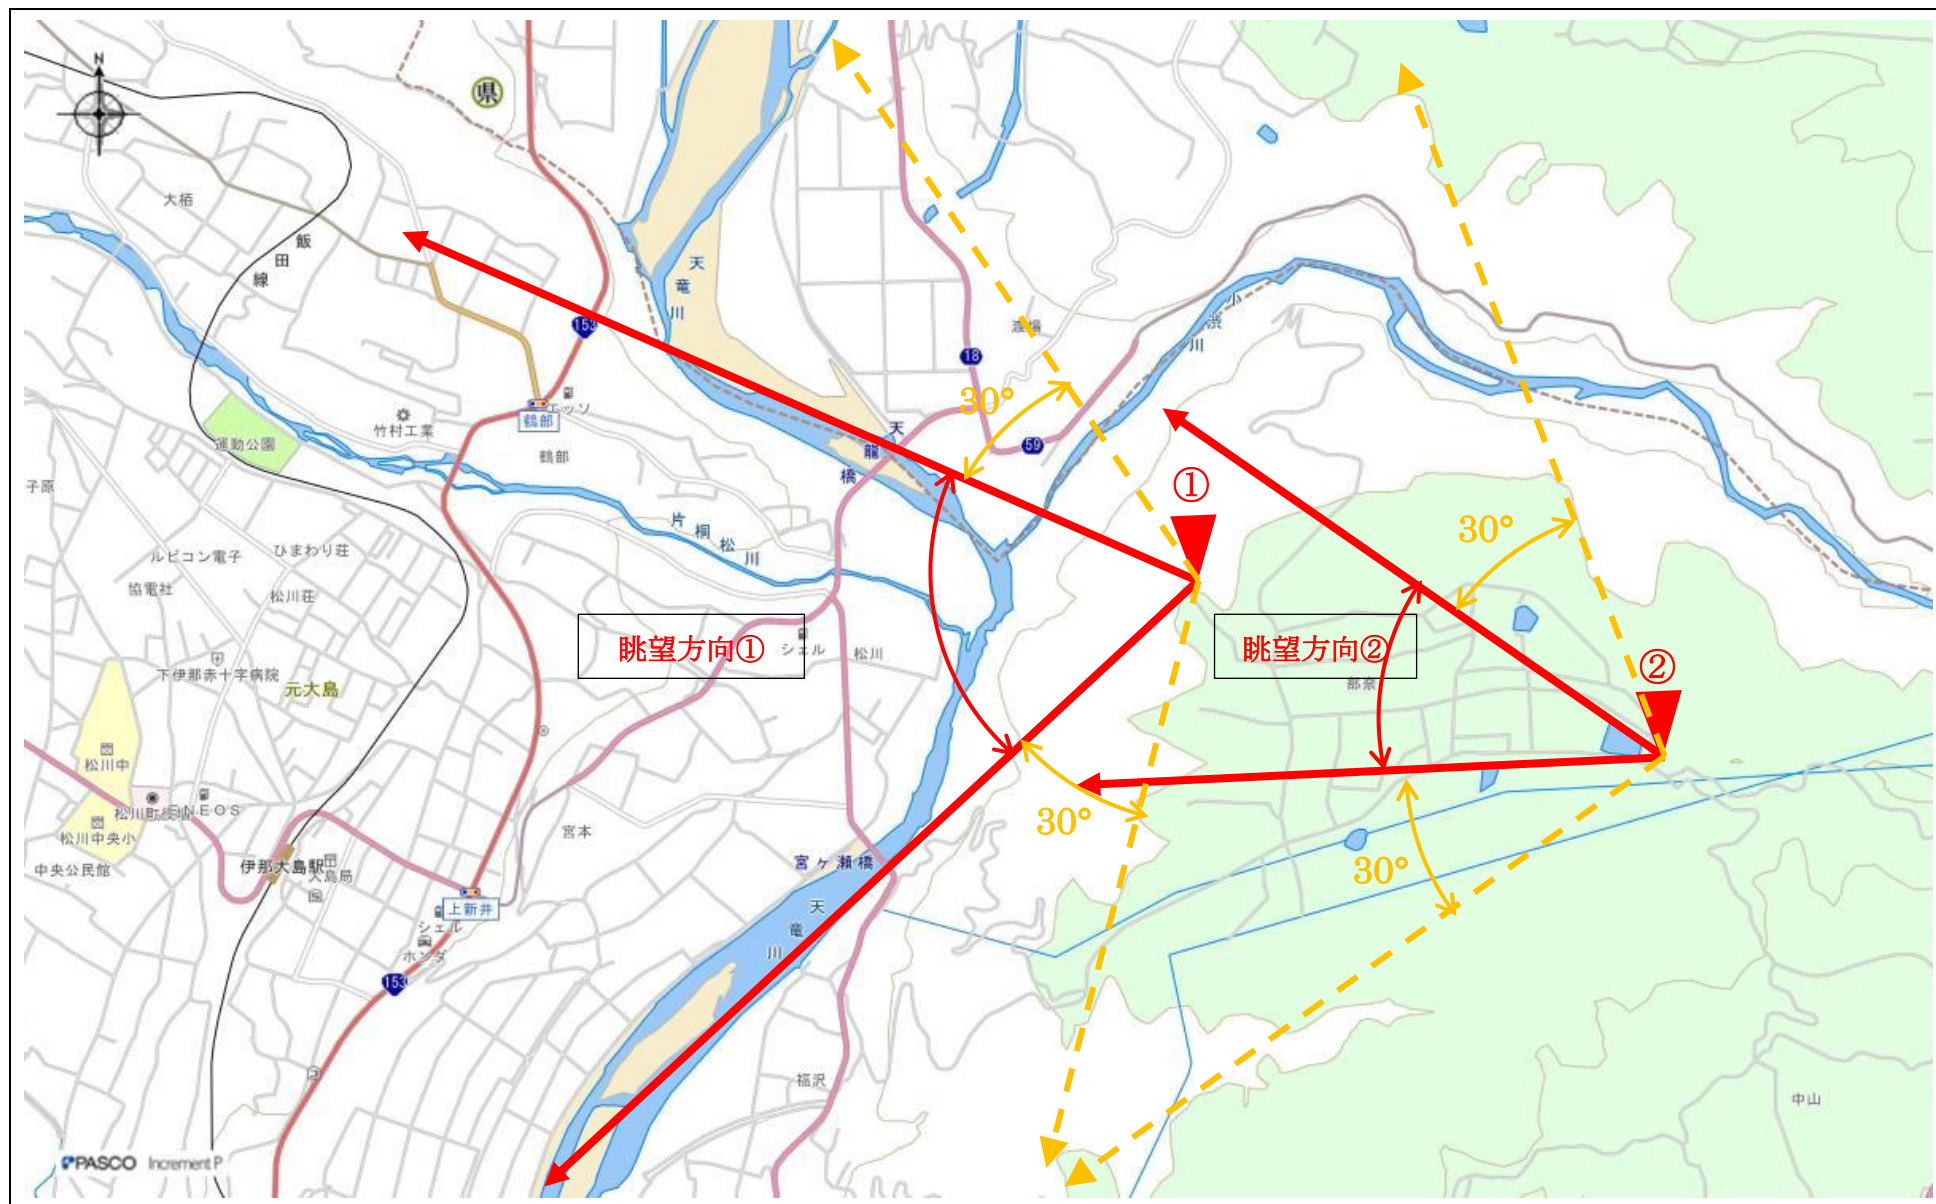 N
県
大栢
飯田線
天竜川
小渋川
渡場
153
18
30°
エッソ
鶴部
竹村工業
運動公園
鶴部
天龍橋
59
①
子原
片桐松川
30°
ルビコン電子
ひまわり荘
協電社
松川荘
眺望方向①
シェル
松川
眺望方向②
②
下伊那赤十字病院
元大島
部奈
松川中
松川町役場
ENEOS
松川中央小
宮本
30°
中央公民館
伊那大島駅
大島局
宮ヶ瀬橋
30°
上新井
シェル
ホンダ
天竜川
153
福沢
中山
PASCO Increment P